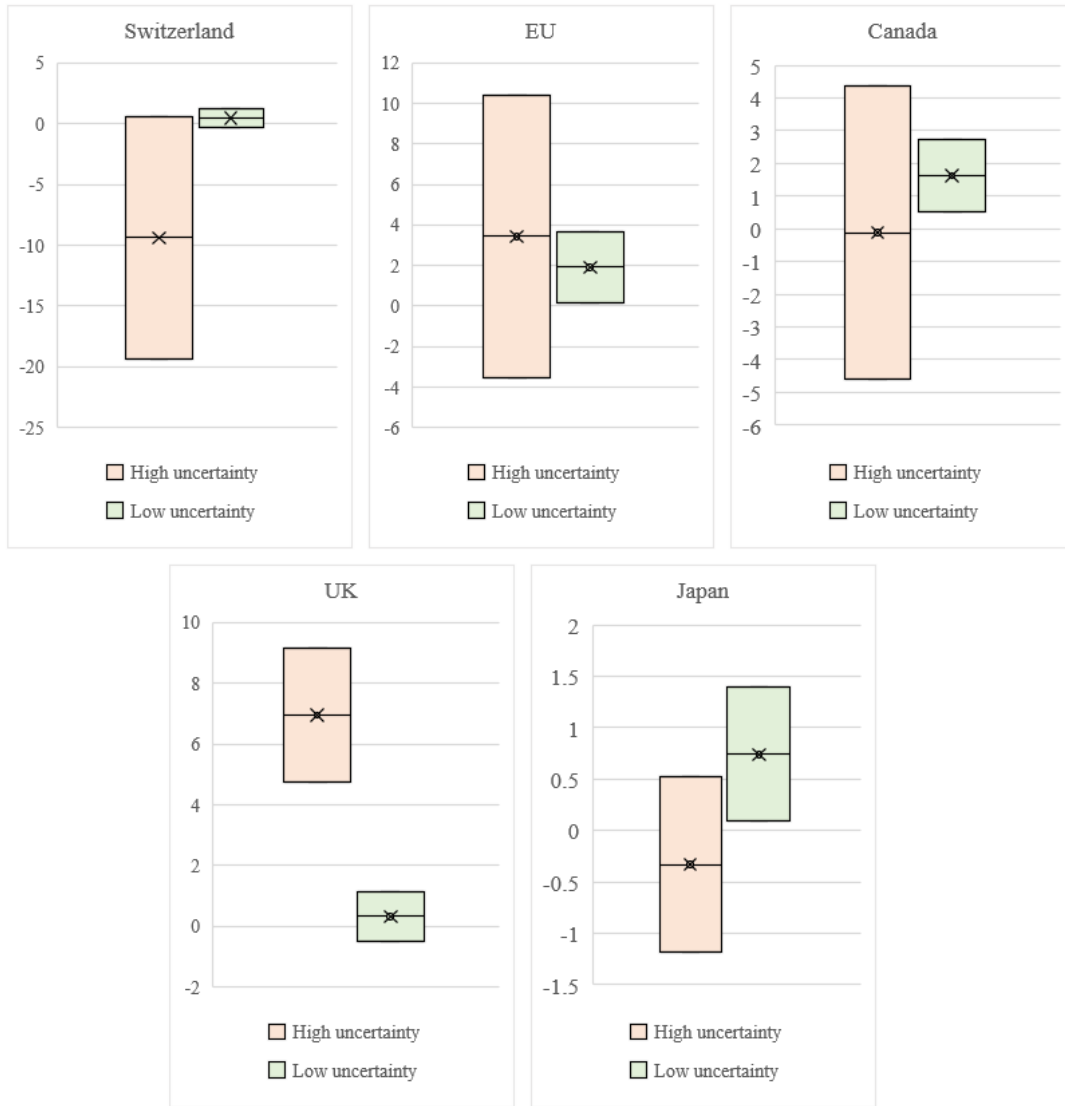 Switzerland
5
0
-5
-10
-15
-20
-25
High uncertainty
Low uncertainty
EU
12
10
8
6
4
2
0
-2
-4
-6
High uncertainty
Low uncertainty
Canada
5
4
3
2
1
0
-1
-2
-3
-4
-5
-6
High uncertainty
Low uncertainty
UK
10
8
6
4
2
0
-2
High uncertainty
Low uncertainty
Japan
2
1.5
1
0.5
0
-0.5
-1
-1.5
High uncertainty
Low uncertainty